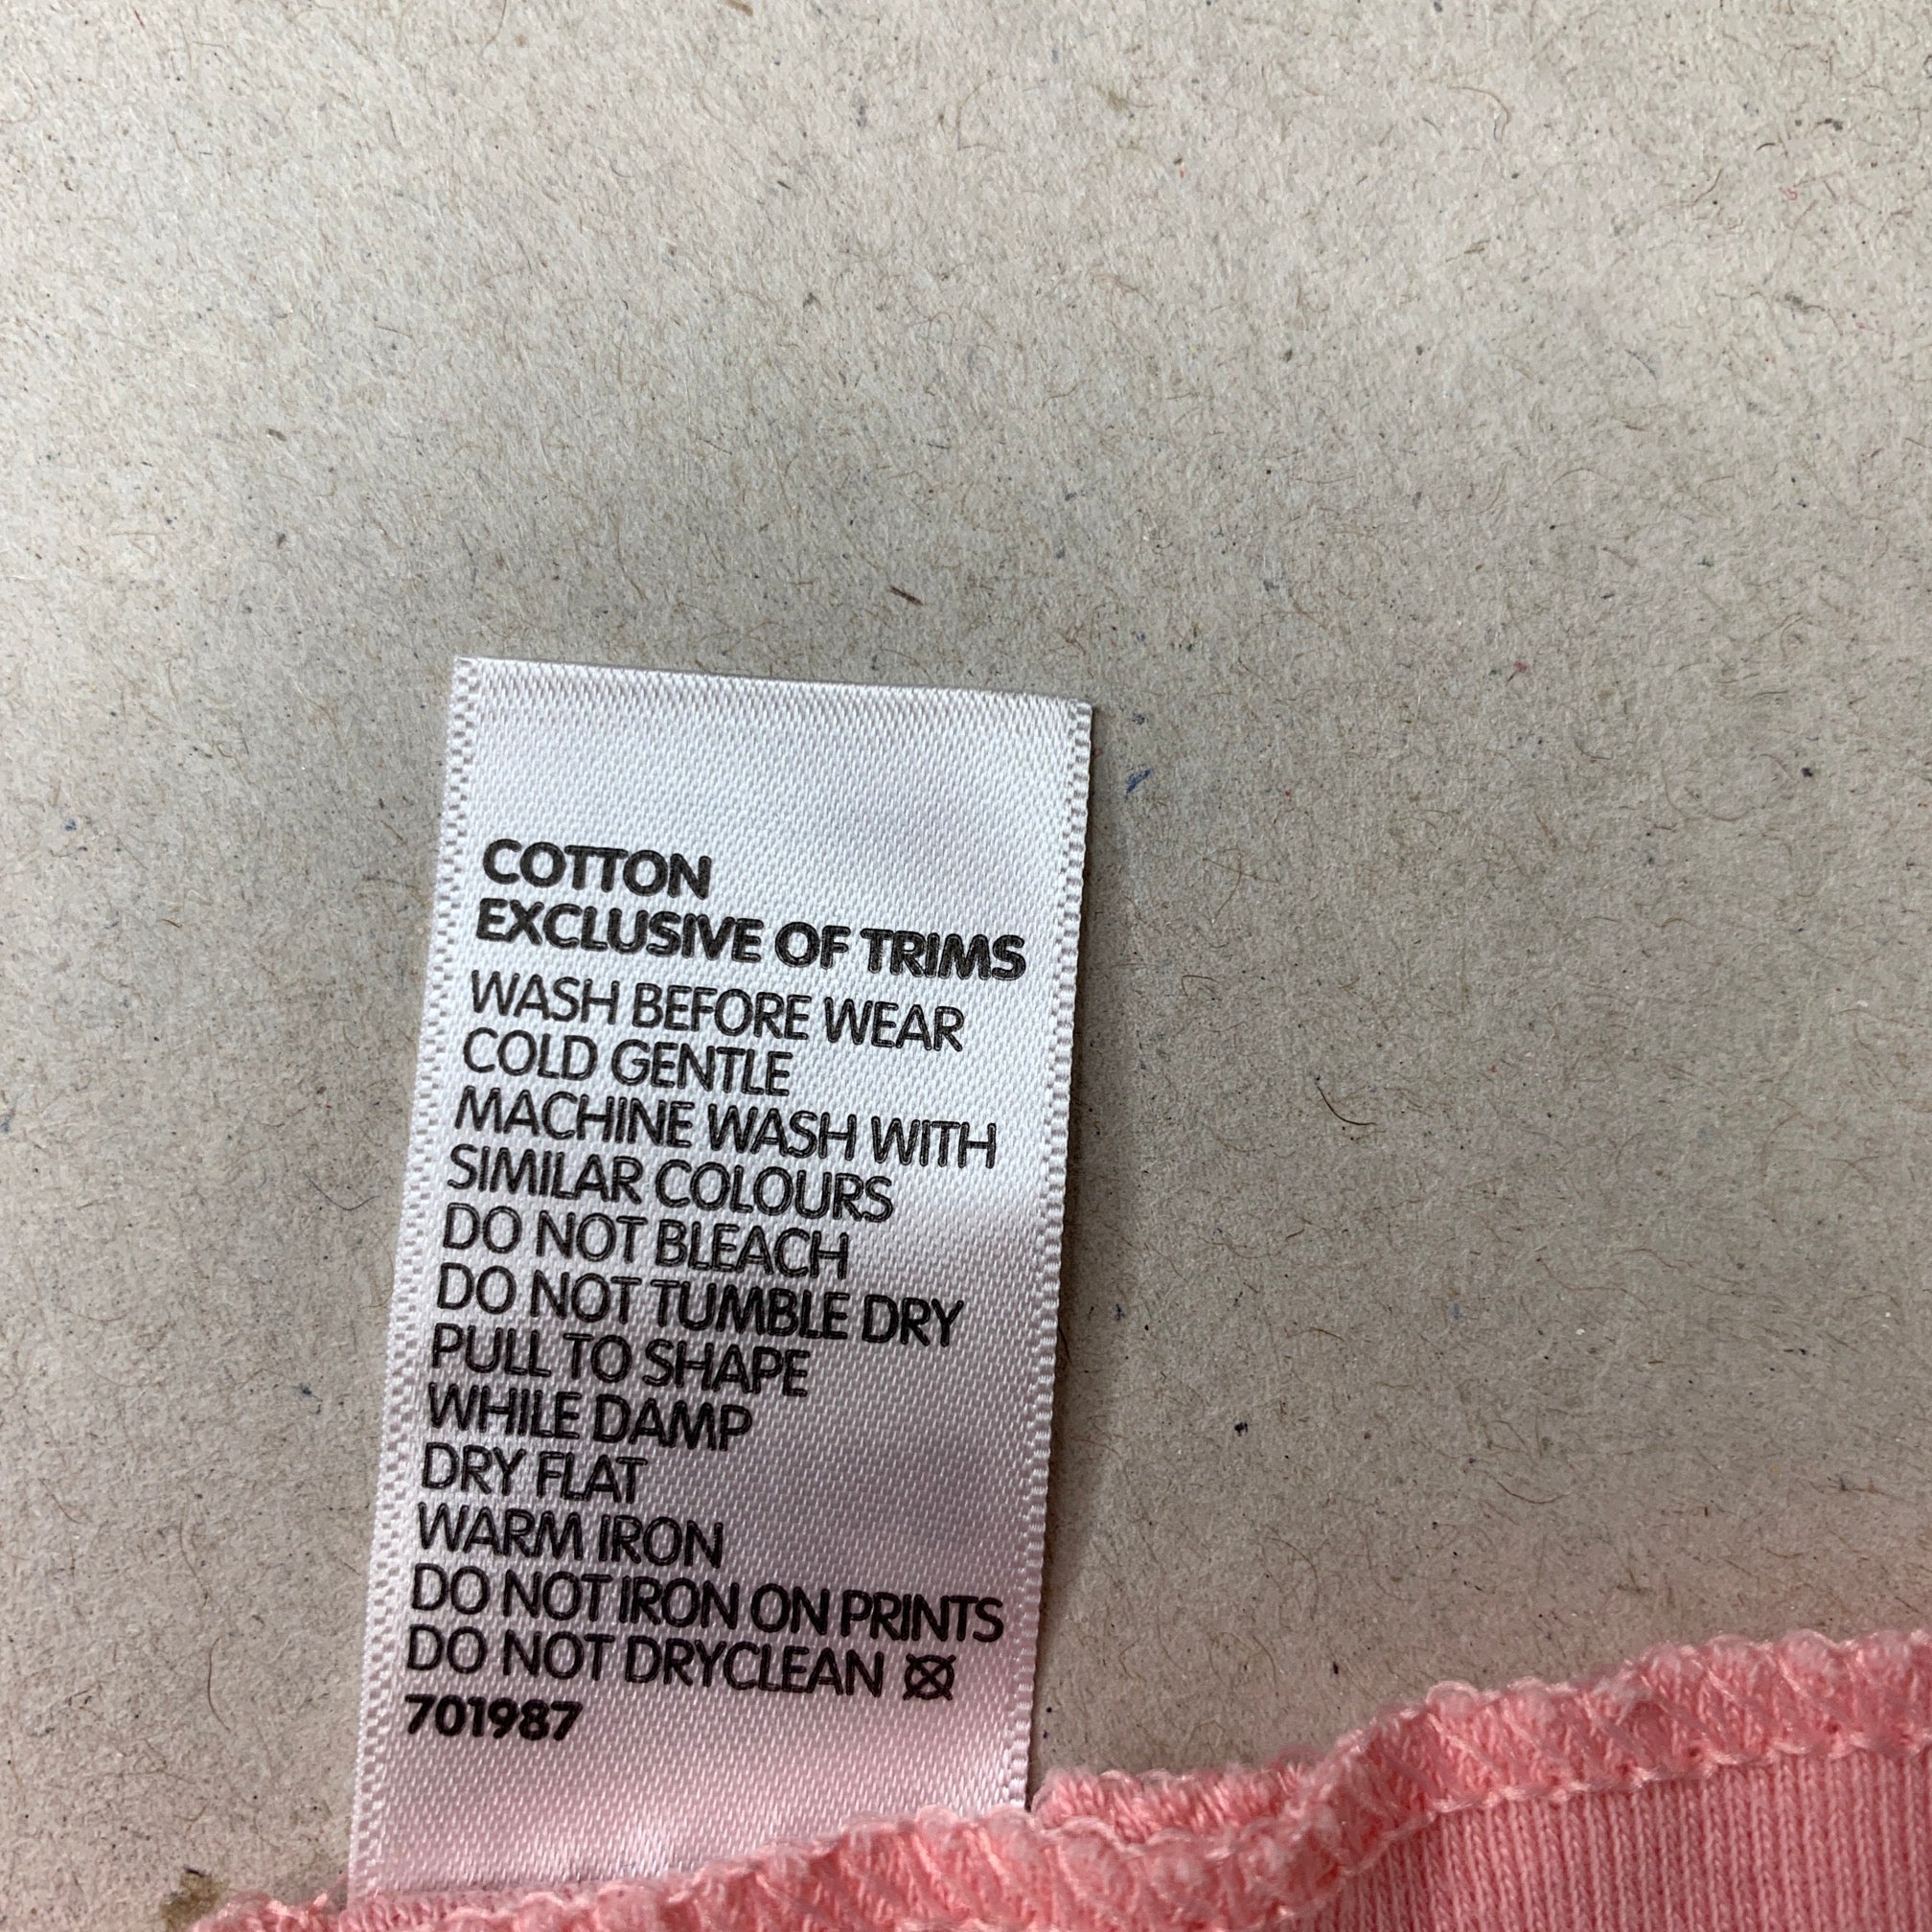 COTTON
EXCLUSIVE OF TRIMS
WASH BEFORE WEAR
COLD GENTLE
MACHINE WASH WITH
SIMILAR COLOURS
DO NOT BLEACH
DO NOT TUMBLE DRY
PULL TO SHAPE
WHILE DAMP
DRY FLAT
WARM IRON
DO NOT IRON ON PRINTS
DO NOT DRYCLEAN
701987